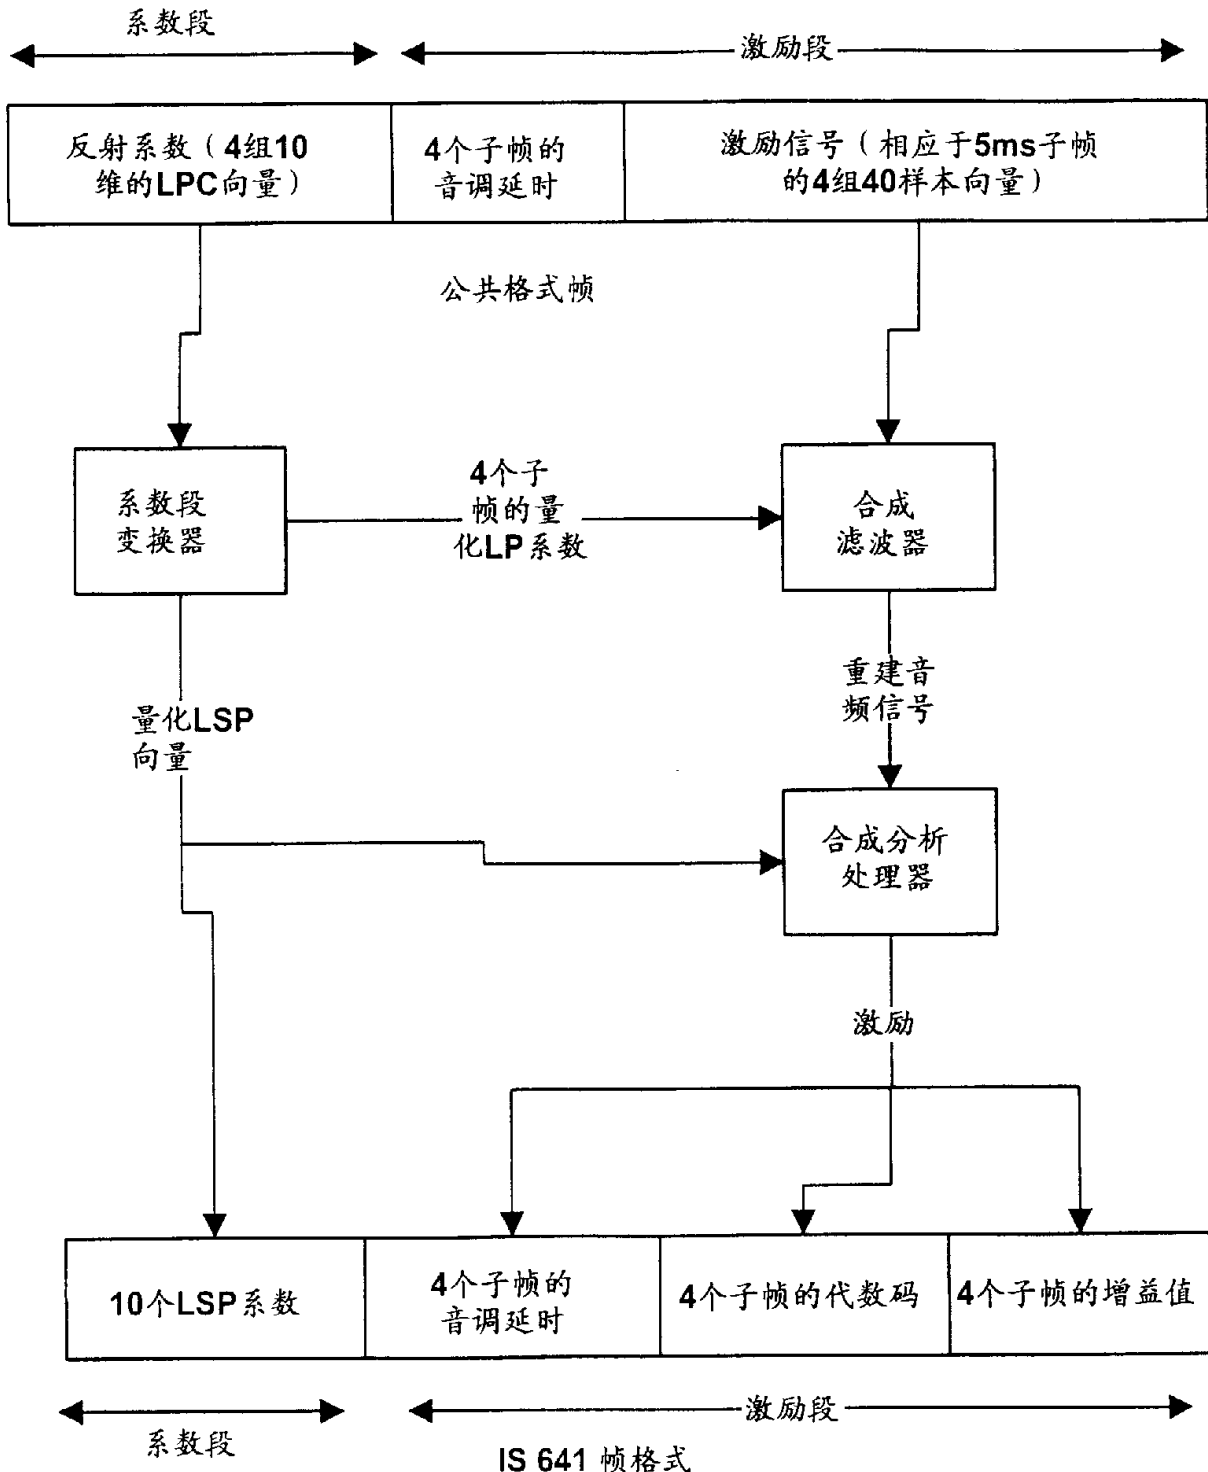 系数段
激励段
反射系数（4组10
维的LPC向量）
4个子帧的
音调延时
激励信号（相应于5ms子帧
的4组40样本向量）
公共格式帧
系数段
变换器
4个子
帧的量
化LP系数
合成
滤波器
重建音
频信号
量化LSP
向量
合成分析
处理器
激励
10个LSP系数
4个子帧的
音调延时
4个子帧的代数码
4个子帧的增益值
系数段
激励段
IS 641 帧格式